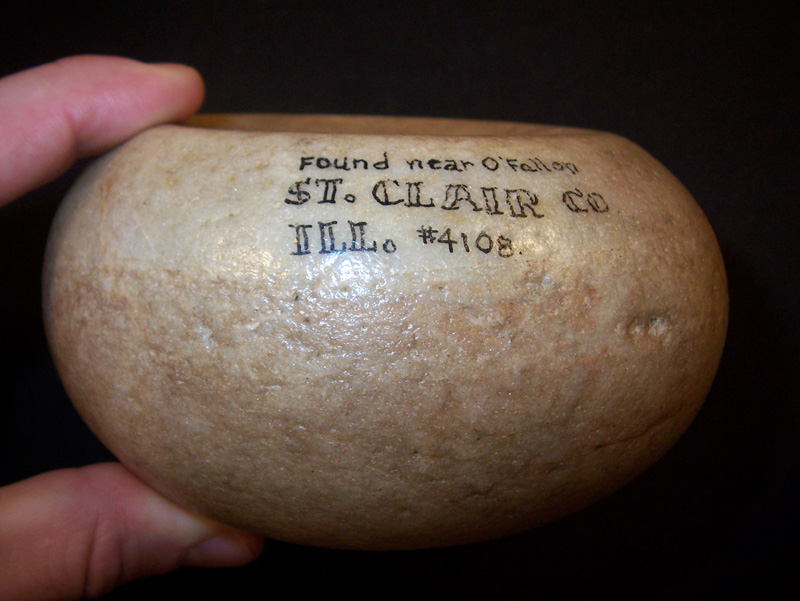 Found near O'Fallon
ST. CLAIR CO
ILL. #4108.